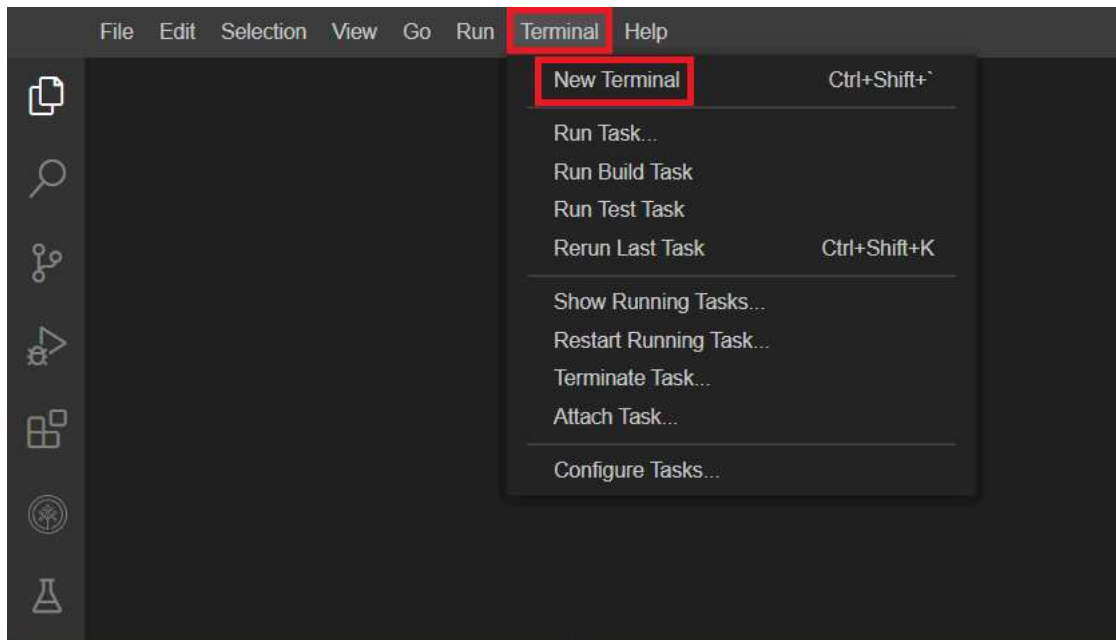 File Edit Selection View Go Run Terminal Help
New Terminal Ctrl+Shift+`
Run Task...
Run Build Task
Run Test Task
Rerun Last Task Ctrl+Shift+K
Show Running Tasks...
Restart Running Task...
Terminate Task...
Attach Task...
Configure Tasks...